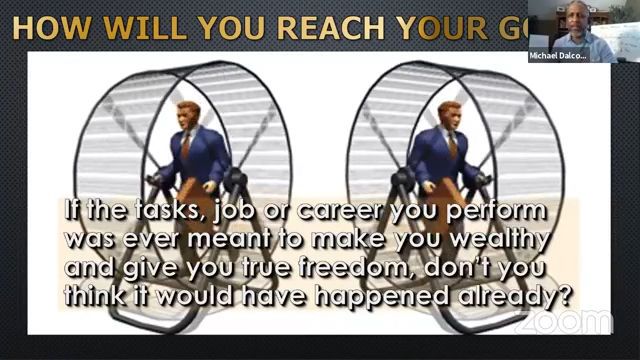 HOW WILL YOU REACH YOUR GO
Michael Dalco...
If the tasks, job or career you perform
was ever meant to make you wealthy
and give you true freedom, don't you
think it would have happened already?
zoom